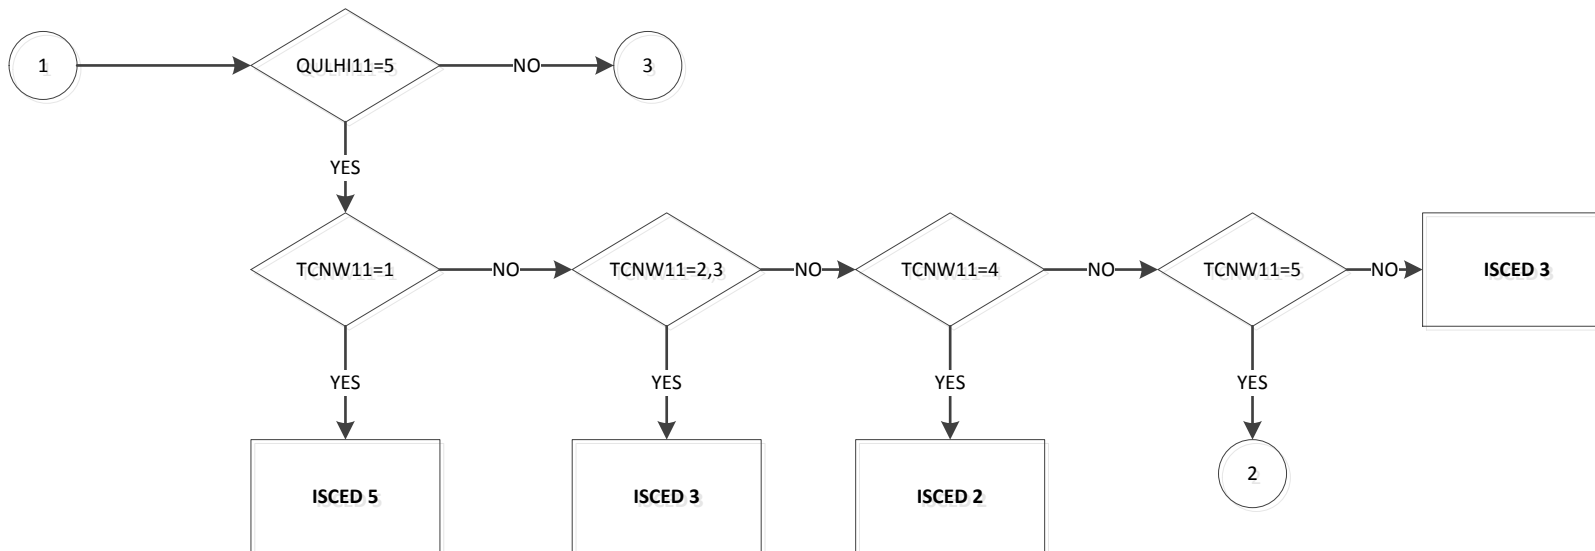 1
QULHI11=5
NO
3
YES
TCNW11=1
NO
TCNW11=2,3
NO
TCNW11=4
NO
TCNW11=5
NO
ISCED 3
YES
YES
YES
YES
ISCED 5
ISCED 3
ISCED 2
2